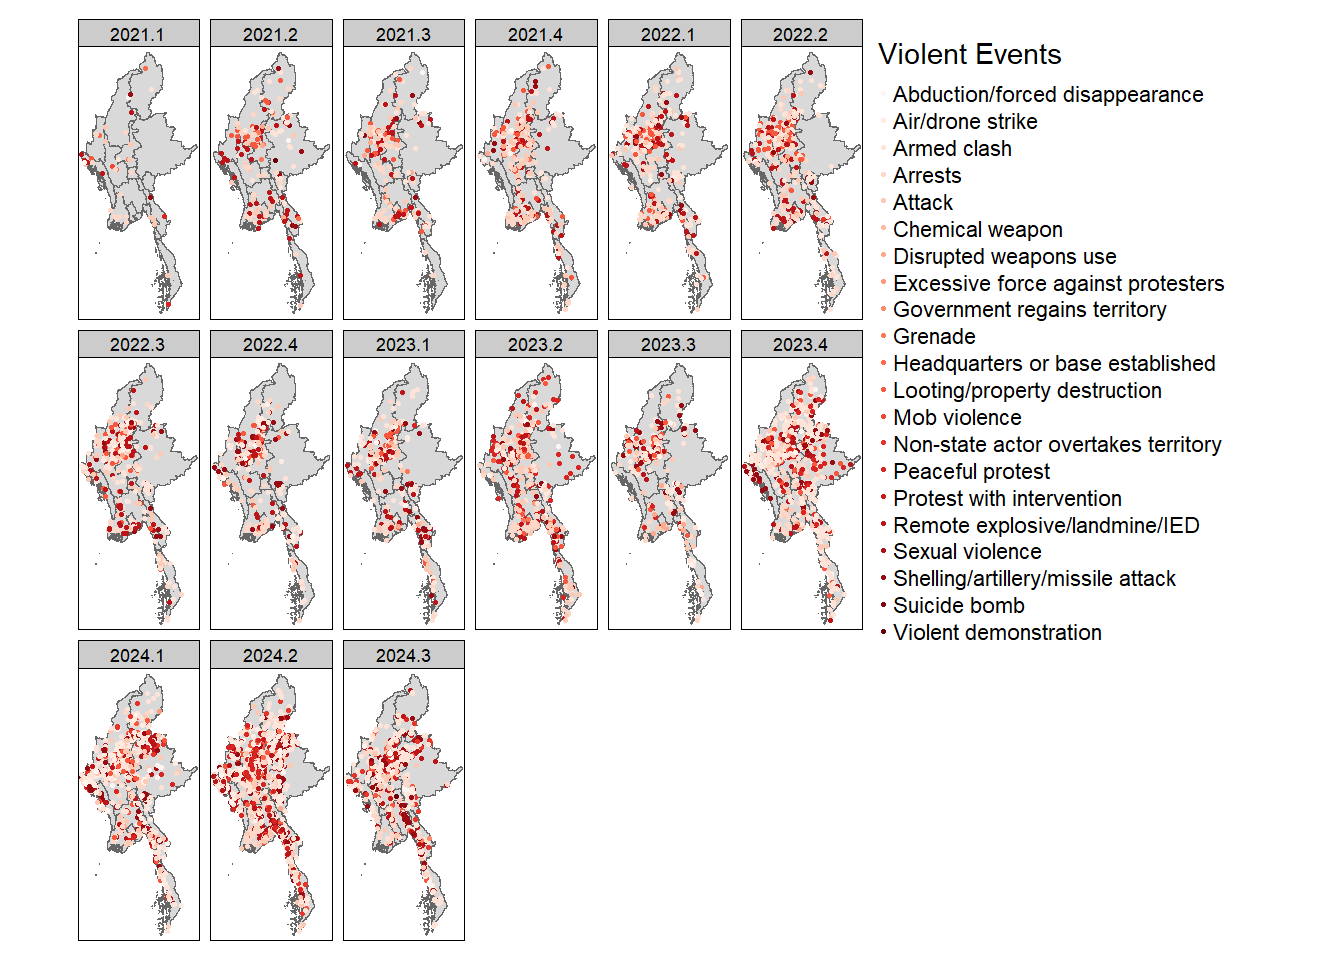 2021.1
2021.2
2021.3
2021.4
2022.1
2022.2
2022.3
2022.4
2023.1
2023.2
2023.3
2023.4
2024.1
2024.2
2024.3
Violent Events
Abduction/forced disappearance
Air/drone strike
Armed clash
Arrests
Attack
Chemical weapon
Disrupted weapons use
Excessive force against protesters
Government regains territory
Grenade
Headquarters or base established
Looting/property destruction
Mob violence
Non-state actor overtakes territory
Peaceful protest
Protest with intervention
Remote explosive/landmine/IED
Sexual violence
Shelling/artillery/missile attack
Suicide bomb
Violent demonstration